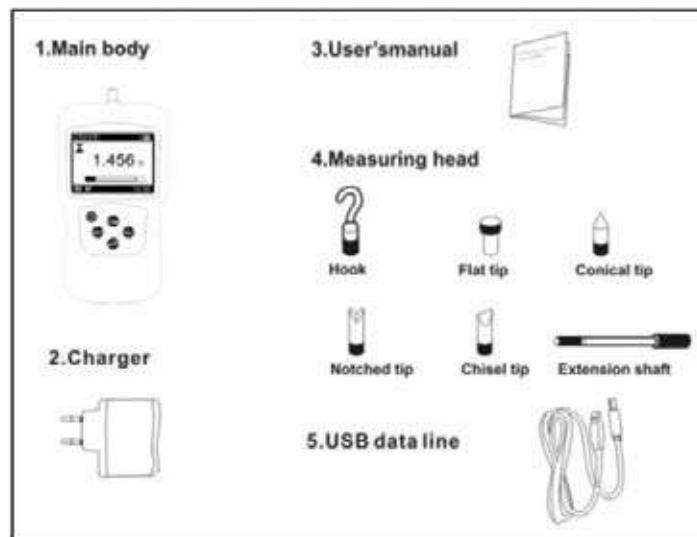 1.Main body
1.456
2.Charger
3.User'smanual
4.Measuring head
Hook
Flat tip
Conical tip
Notched tip
Chisel tip
Extension shaft
5.USB data line